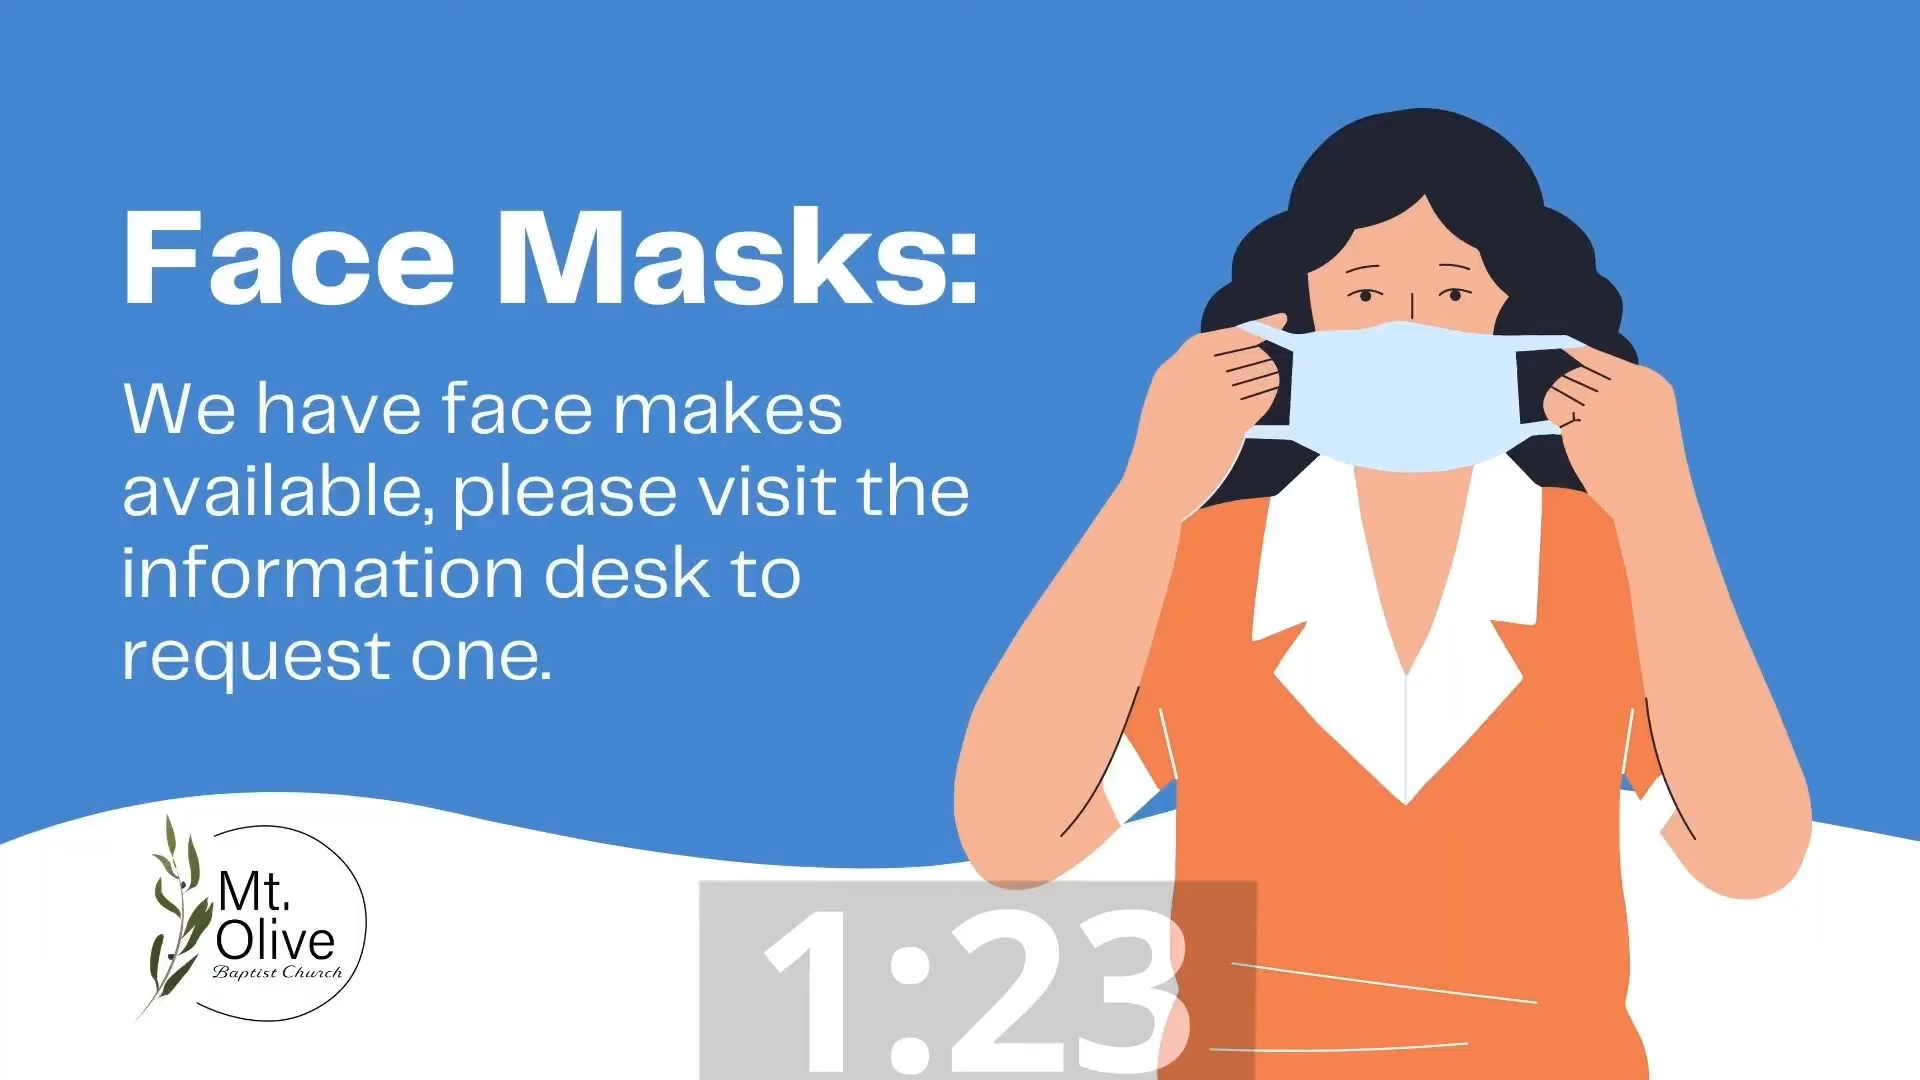 Face Masks:
We have face makes
available, please visit the
information desk to
request one.
Mt.
Olive
Baptist Church
1:23